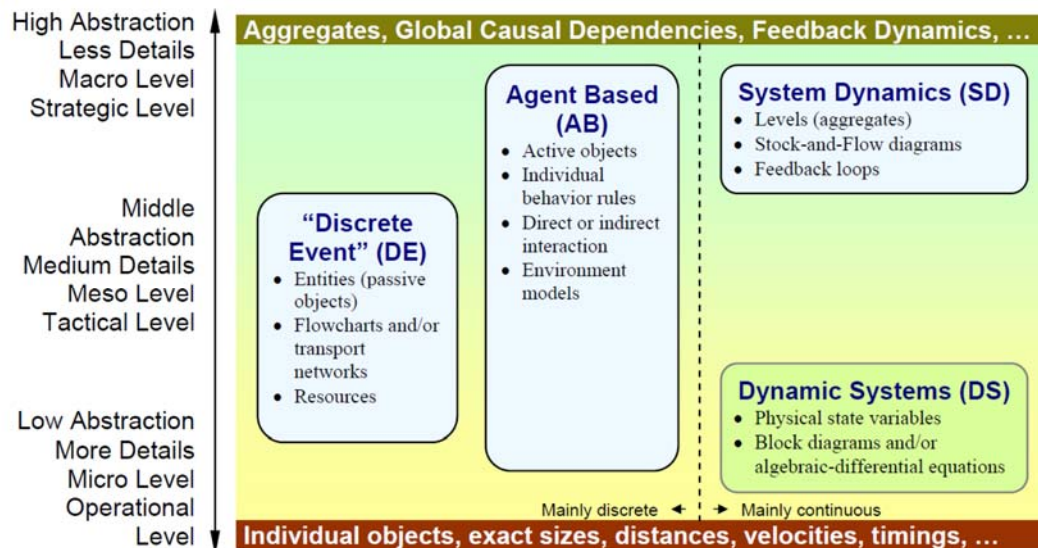 High Abstraction
Less Details
Macro Level
Strategic Level
Middle
Abstraction
Medium Details
Meso Level
Tactical Level
Low Abstraction
More Details
Micro Level
Operational
Level
Aggregates, Global Causal Dependencies, Feedback Dynamics, …
“Discrete
Event” (DE)
• Entities (passive
objects)
• Flowcharts and/or
transport
networks
• Resources
Agent Based
(AB)
• Active objects
• Individual
behavior rules
• Direct or indirect
interaction
• Environment
models
System Dynamics (SD)
• Levels (aggregates)
• Stock-and-Flow diagrams
• Feedback loops
Dynamic Systems (DS)
• Physical state variables
• Block diagrams and/or
algebraic-differential equations
Mainly discrete
Mainly continuous
Individual objects, exact sizes, distances, velocities, timings, …